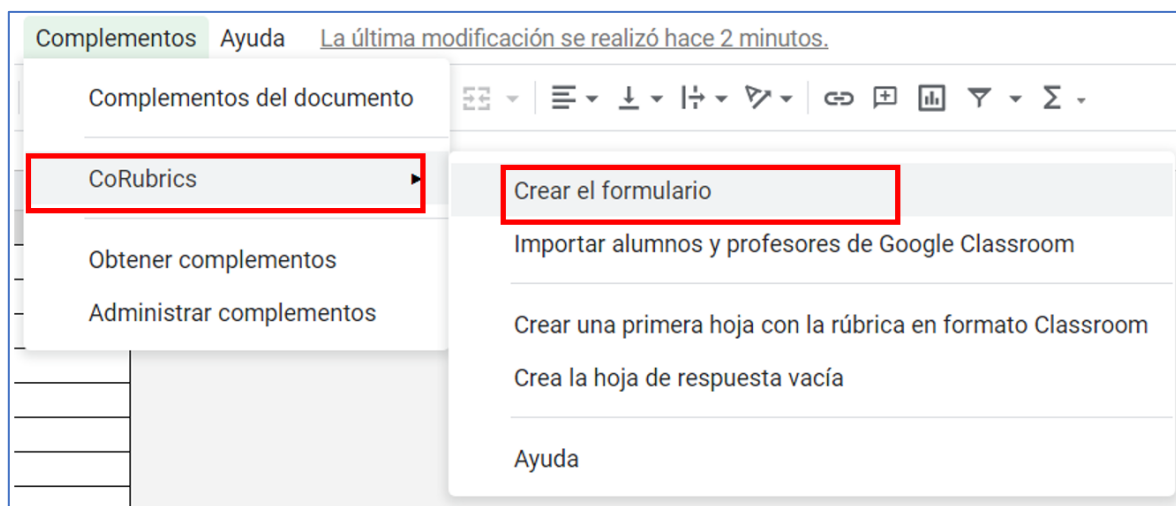 Complementos Ayuda La última modificación se realizó hace 2 minutos.
Complementos del documento
CoRubrics
Obtener complementos
Administrar complementos
Crear el formulario
Importar alumnos y profesores de Google Classroom
Crear una primera hoja con la rúbrica en formato Classroom
Crea la hoja de respuesta vacía
Ayuda